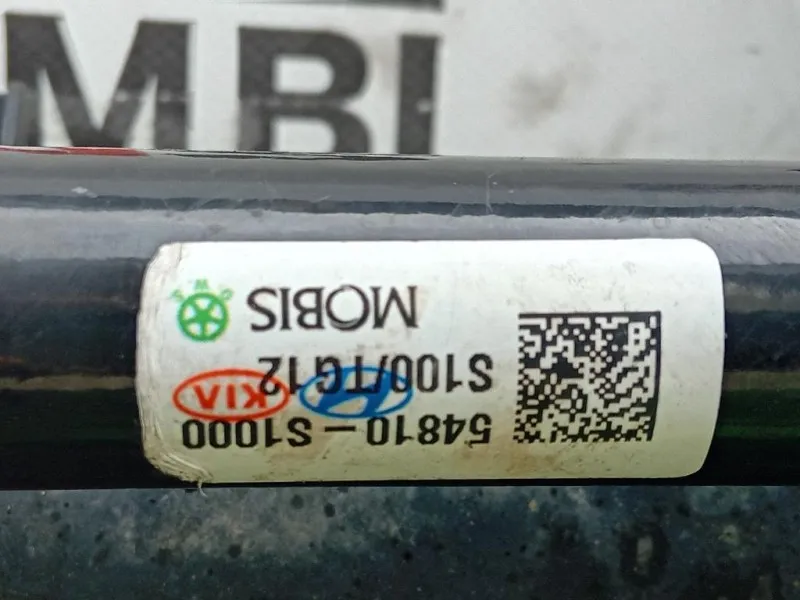 MBI
54810-S1000
KIA
S100/TG12
MOBIS